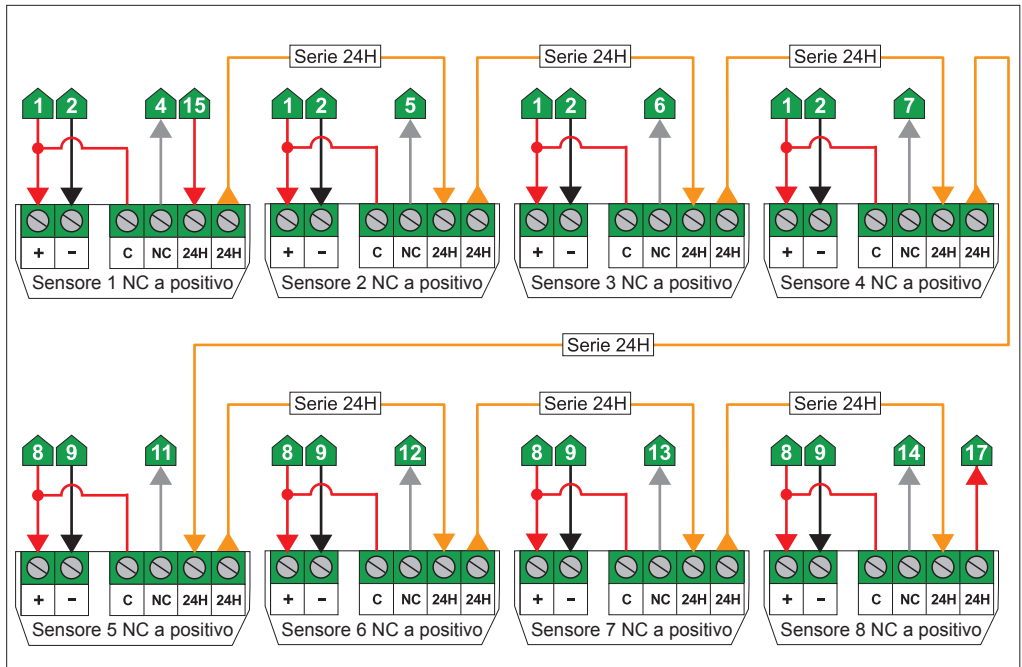 Serie 24H Serie 24H Serie 24H
1 2 4 15 1 2 5 1 2 6 1 2 7
+ - C NC 24H 24H + - C NC 24H 24H + - C NC 24H 24H + - C NC 24H 24H
Sensore 1 NC a positivo Sensore 2 NC a positivo Sensore 3 NC a positivo Sensore 4 NC a positivo
Serie 24H
Serie 24H Serie 24H Serie 24H
8 9 11 8 9 12 8 9 13 8 9 14 17
+ - C NC 24H 24H + - C NC 24H 24H + - C NC 24H 24H + - C NC 24H 24H
Sensore 5 NC a positivo Sensore 6 NC a positivo Sensore 7 NC a positivo Sensore 8 NC a positivo